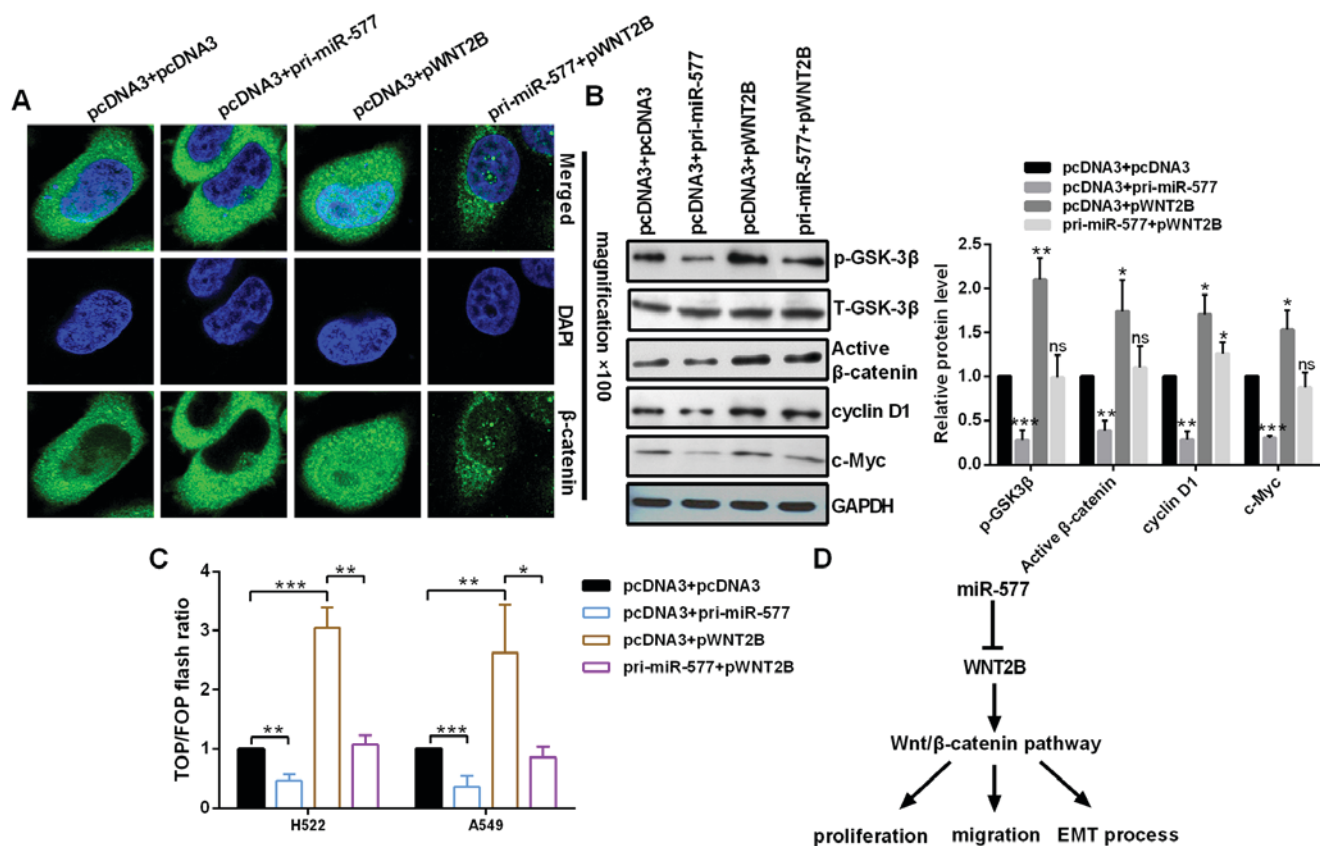 A
pcDNA3+pcDNA3
pcDNA3+pri-miR-577
pcDNA3+pWNT2B
pri-miR-577+pWNT2B
Merged
DAPI
β-catenin
magnification ×100
B
pcDNA3+pcDNA3
pcDNA3+pri-miR-577
pcDNA3+pWNT2B
pri-miR-577+pWNT2B
p-GSK-3β
T-GSK-3β
Active
β-catenin
cyclin D1
c-Myc
GAPDH
pcDNA3+pcDNA3
pcDNA3+pri-miR-577
pcDNA3+pWNT2B
pri-miR-577+pWNT2B
Relative protein level
2.5
2.0
1.5
1.0
0.5
0.0
*** ** ns
** * ns
** * *
*** * ns
p-GSK3β
Active β-catenin
cyclin D1
c-Myc
C
TOP/FOP flash ratio
4
3
2
1
0
** *** **
*** ** *
H522
A549
pcDNA3+pcDNA3
pcDNA3+pri-miR-577
pcDNA3+pWNT2B
pri-miR-577+pWNT2B
D
miR-577
WNT2B
Wnt/β-catenin pathway
proliferation migration EMT process